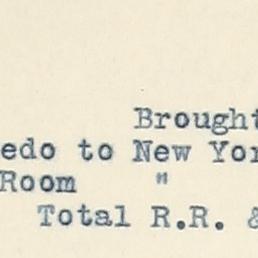 Brought
edo to New Yor
Room "
Total R.R. &